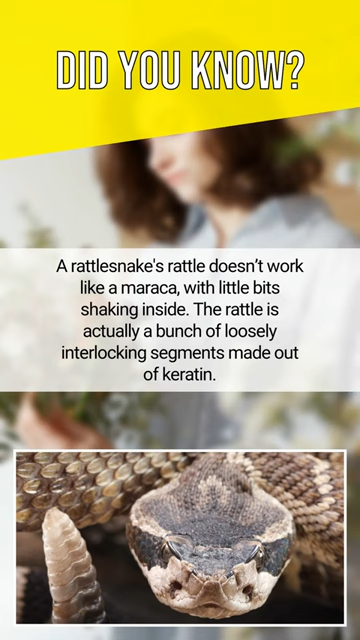 DID YOU KNOW?
A rattlesnake's rattle doesn’t work
like a maraca, with little bits
shaking inside. The rattle is
actually a bunch of loosely
interlocking segments made out
of keratin.